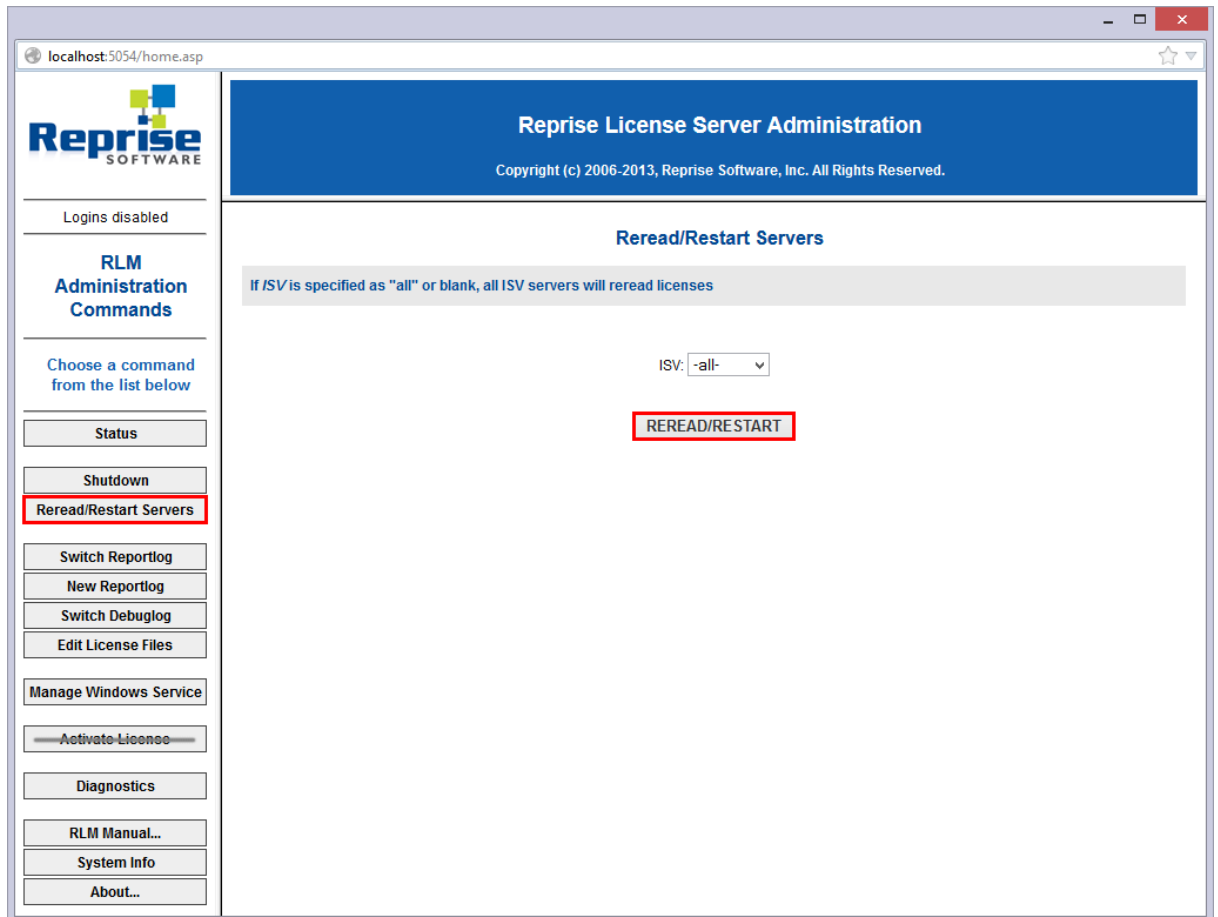 localhost:5054/home.asp
Reprise
SOFTWARE
Reprise License Server Administration
Copyright (c) 2006-2013, Reprise Software, Inc. All Rights Reserved.
Logins disabled
RLM
Administration
Commands
Choose a command
from the list below
Status
Shutdown
Reread/Restart Servers
Switch Reportlog
New Reportlog
Switch Debuglog
Edit License Files
Manage Windows Service
Activate License
Diagnostics
RLM Manual...
System Info
About...
Reread/Restart Servers
If ISV is specified as "all" or blank, all ISV servers will reread licenses
ISV: -all-
REREAD/RESTART